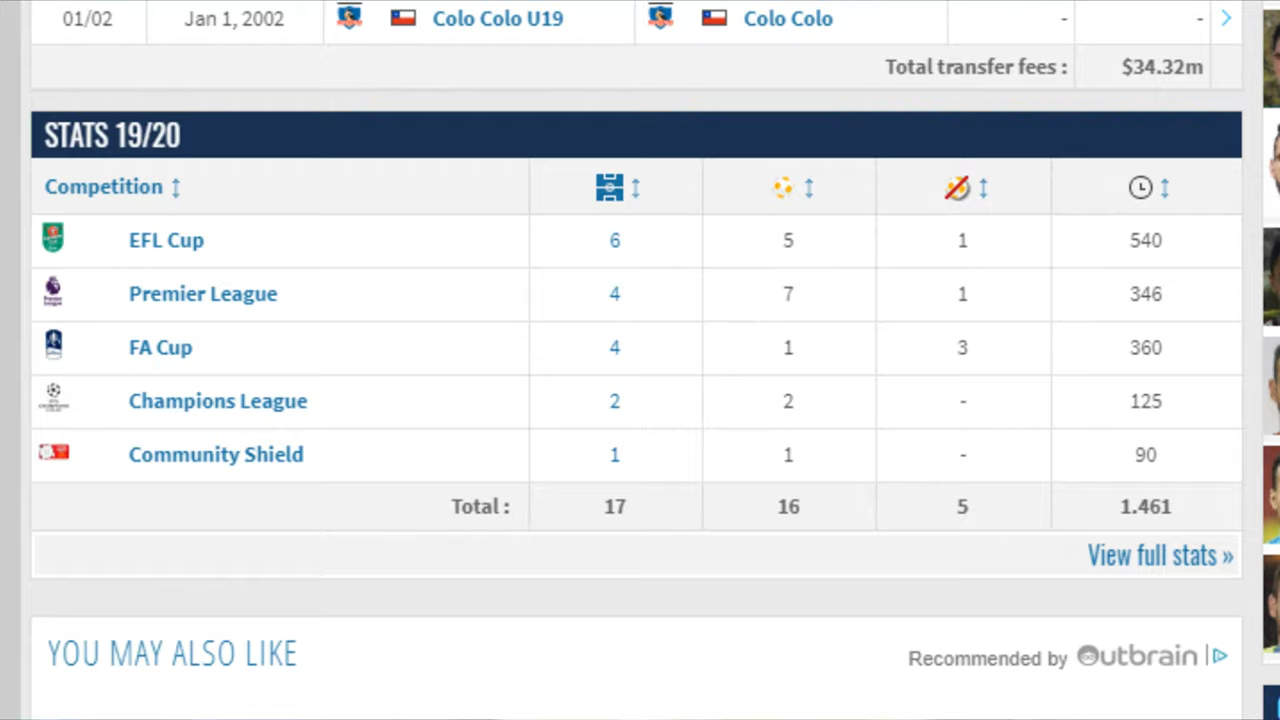 01/02 Jan 1, 2002 Colo Colo U19 Colo Colo - -
Total transfer fees : $34.32m
STATS 19/20
Competition
EFL Cup 6 5 1 540
Premier League 4 7 1 346
FA Cup 4 1 3 360
Champions League 2 2 - 125
Community Shield 1 1 - 90
Total : 17 16 5 1.461
View full stats »
YOU MAY ALSO LIKE
Recommended by Outbrain